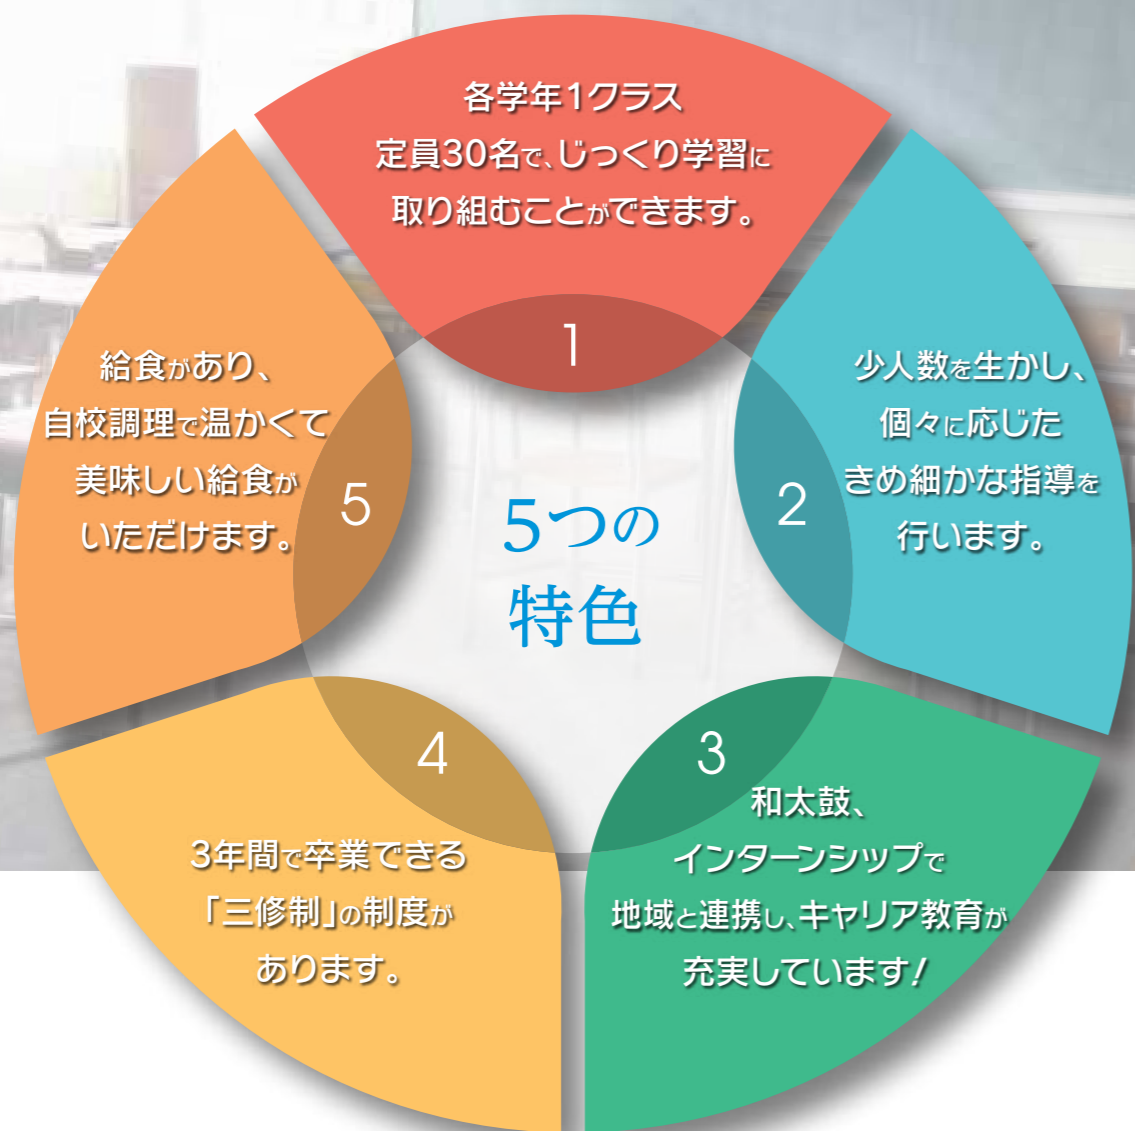 5つの
特色
1
各学年1クラス
定員30名で、じっくり学習に
取り組むことができます。
2
少人数を生かし、
個々に応じた
きめ細かな指導を
行います。
3
和太鼓、
インターンシップで
地域と連携し、キャリア教育が
充実しています!
4
3年間で卒業できる
「三修制」の制度が
あります。
5
給食があり、
自校調理で温かくて
美味しい給食が
いただけます。